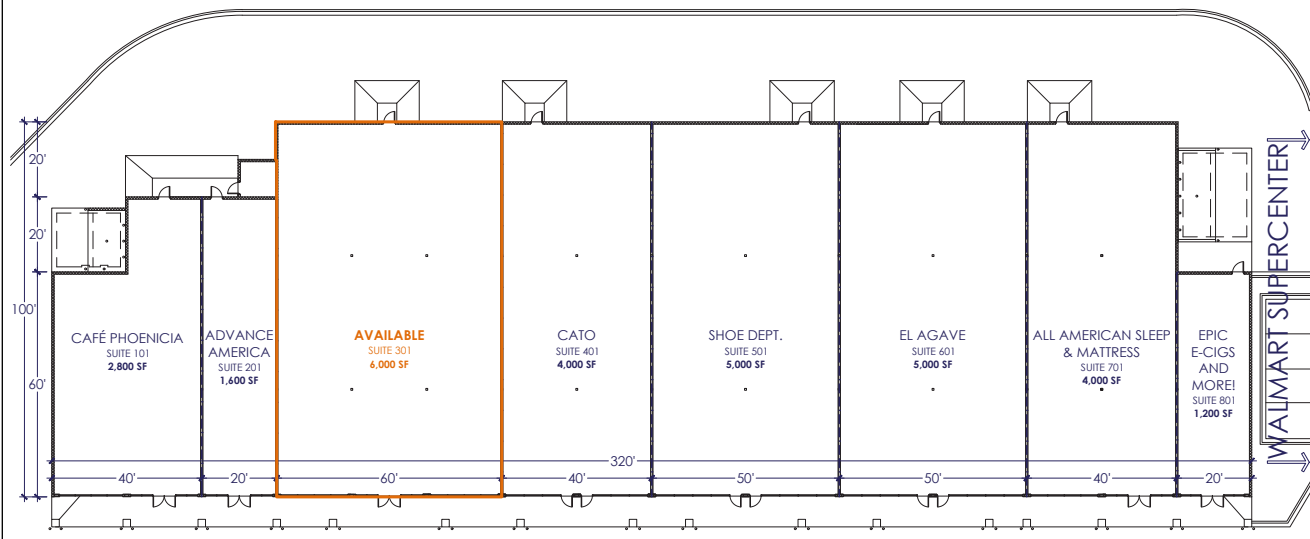 20'
20'
100'
60'
CAFÉ PHOENICIA
SUITE 101
2,800 SF
ADVANCE
AMERICA
SUITE 201
1,600 SF
AVAILABLE
SUITE 301
6,000 SF
CATO
SUITE 401
4,000 SF
SHOE DEPT.
SUITE 501
5,000 SF
EL AGAVE
SUITE 601
5,000 SF
ALL AMERICAN SLEEP
& MATTRESS
SUITE 701
4,000 SF
EPIC
E-CIGS
AND
MORE!
SUITE 801
1,200 SF
WALMART SUPERCENTER
320'
40'
20'
60'
40'
50'
50'
40'
20'